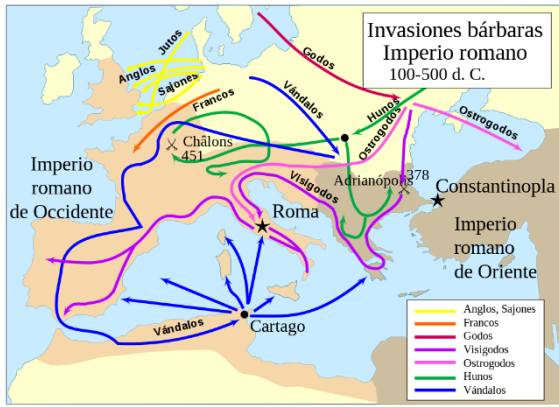 Invasiones bárbaras
Imperio romano
100-500 d. C.
Jutos
Anglos
Sajones
Godos
Francos
Vándalos
Hunos
Ostrogodos
Ostrogodos
Châlons
451
Imperio
romano
de Occidente
Visigodos
Adrianópolis
378
Constantinopla
Roma
Imperio
romano
de Oriente
Vándalos
Cartago
Anglos, Sajones
Francos
Godos
Visigodos
Ostrogodos
Hunos
Vándalos